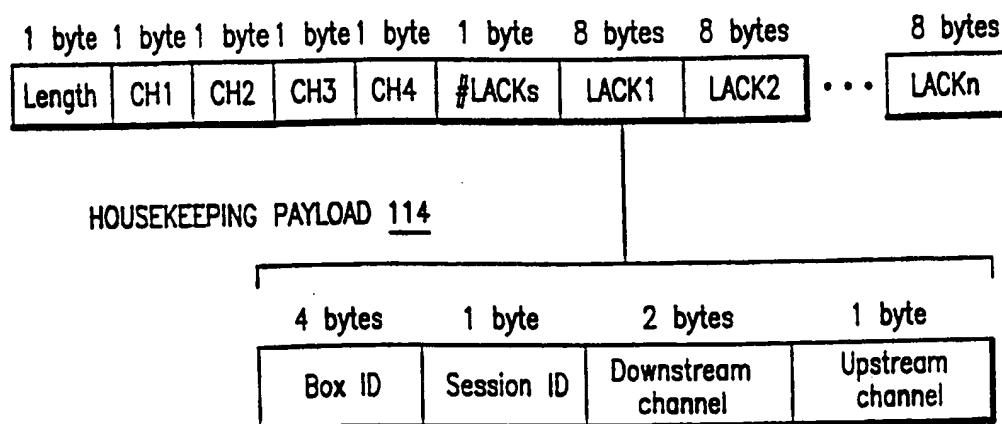 1 byte 1 byte 1 byte 1 byte 1 byte 1 byte 8 bytes 8 bytes 8 bytes
Length CH1 CH2 CH3 CH4 #LACKs LACK1 LACK2 • • • LACKn
HOUSEKEEPING PAYLOAD 114
4 bytes 1 byte 2 bytes 1 byte
Box ID Session ID Downstream channel Upstream channel